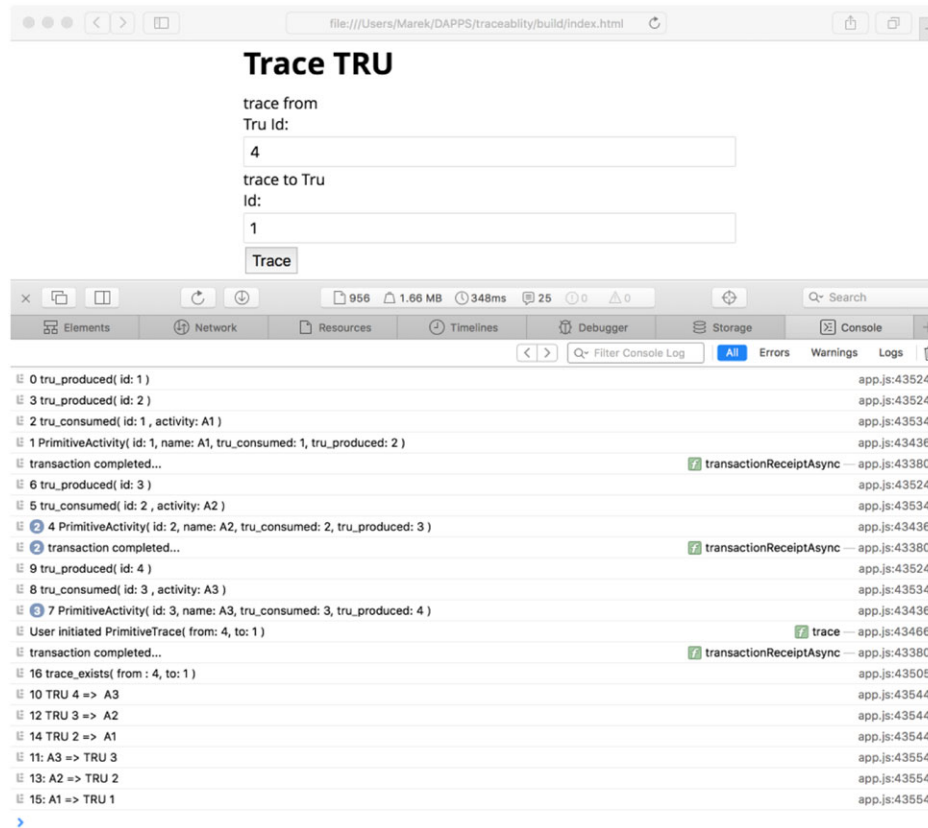 file:///Users/Marek/DAPPS/traceablity/build/index.html
Trace TRU
trace from
Tru Id:
4
trace to Tru
Id:
1
Trace
956 1.66 MB 348ms 25 0 0 Search
Elements Network Resources Timelines Debugger Storage Console
Filter Console Log All Errors Warnings Logs
0 tru_produced( id: 1 ) app.js:43524
3 tru_produced( id: 2 ) app.js:43524
2 tru_consumed( id: 1 , activity: A1 ) app.js:43534
1 PrimitiveActivity( id: 1, name: A1, tru_consumed: 1, tru_produced: 2 ) app.js:43436
transaction completed... f transactionReceiptAsync — app.js:43380
6 tru_produced( id: 3 ) app.js:43524
5 tru_consumed( id: 2 , activity: A2 ) app.js:43534
2 4 PrimitiveActivity( id: 2, name: A2, tru_consumed: 2, tru_produced: 3 ) app.js:43436
2 transaction completed... f transactionReceiptAsync — app.js:43380
9 tru_produced( id: 4 ) app.js:43524
8 tru_consumed( id: 3 , activity: A3 ) app.js:43534
3 7 PrimitiveActivity( id: 3, name: A3, tru_consumed: 3, tru_produced: 4 ) app.js:43436
User initiated PrimitiveTrace( from: 4, to: 1 ) f trace — app.js:43466
transaction completed... f transactionReceiptAsync — app.js:43380
16 trace_exists( from : 4, to: 1 ) app.js:43505
10 TRU 4 => A3 app.js:43544
12 TRU 3 => A2 app.js:43544
14 TRU 2 => A1 app.js:43544
11: A3 => TRU 3 app.js:43554
13: A2 => TRU 2 app.js:43554
15: A1 => TRU 1 app.js:43554